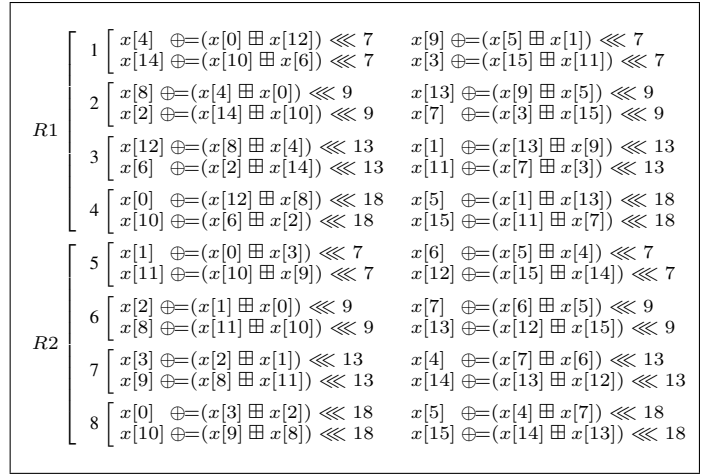 x[4] ⊕=(x[0] ⊞ x[12]) ⋘ 7 x[9] ⊕=(x[5] ⊞ x[1]) ⋘ 7
1 x[14] ⊕=(x[10] ⊞ x[6]) ⋘ 7 x[3] ⊕=(x[15] ⊞ x[11]) ⋘ 7
x[8] ⊕=(x[4] ⊞ x[0]) ⋘ 9 x[13] ⊕=(x[9] ⊞ x[5]) ⋘ 9
2 x[2] ⊕=(x[14] ⊞ x[10]) ⋘ 9 x[7] ⊕=(x[3] ⊞ x[15]) ⋘ 9
R1
x[12] ⊕=(x[8] ⊞ x[4]) ⋘ 13 x[1] ⊕=(x[13] ⊞ x[9]) ⋘ 13
3 x[6] ⊕=(x[2] ⊞ x[14]) ⋘ 13 x[11] ⊕=(x[7] ⊞ x[3]) ⋘ 13
x[0] ⊕=(x[12] ⊞ x[8]) ⋘ 18 x[5] ⊕=(x[1] ⊞ x[13]) ⋘ 18
4 x[10] ⊕=(x[6] ⊞ x[2]) ⋘ 18 x[15] ⊕=(x[11] ⊞ x[7]) ⋘ 18
x[1] ⊕=(x[0] ⊞ x[3]) ⋘ 7 x[6] ⊕=(x[5] ⊞ x[4]) ⋘ 7
5 x[11] ⊕=(x[10] ⊞ x[9]) ⋘ 7 x[12] ⊕=(x[15] ⊞ x[14]) ⋘ 7
x[2] ⊕=(x[1] ⊞ x[0]) ⋘ 9 x[7] ⊕=(x[6] ⊞ x[5]) ⋘ 9
6 x[8] ⊕=(x[11] ⊞ x[10]) ⋘ 9 x[13] ⊕=(x[12] ⊞ x[15]) ⋘ 9
R2
x[3] ⊕=(x[2] ⊞ x[1]) ⋘ 13 x[4] ⊕=(x[7] ⊞ x[6]) ⋘ 13
7 x[9] ⊕=(x[8] ⊞ x[11]) ⋘ 13 x[14] ⊕=(x[13] ⊞ x[12]) ⋘ 13
x[0] ⊕=(x[3] ⊞ x[2]) ⋘ 18 x[5] ⊕=(x[4] ⊞ x[7]) ⋘ 18
8 x[10] ⊕=(x[9] ⊞ x[8]) ⋘ 18 x[15] ⊕=(x[14] ⊞ x[13]) ⋘ 18